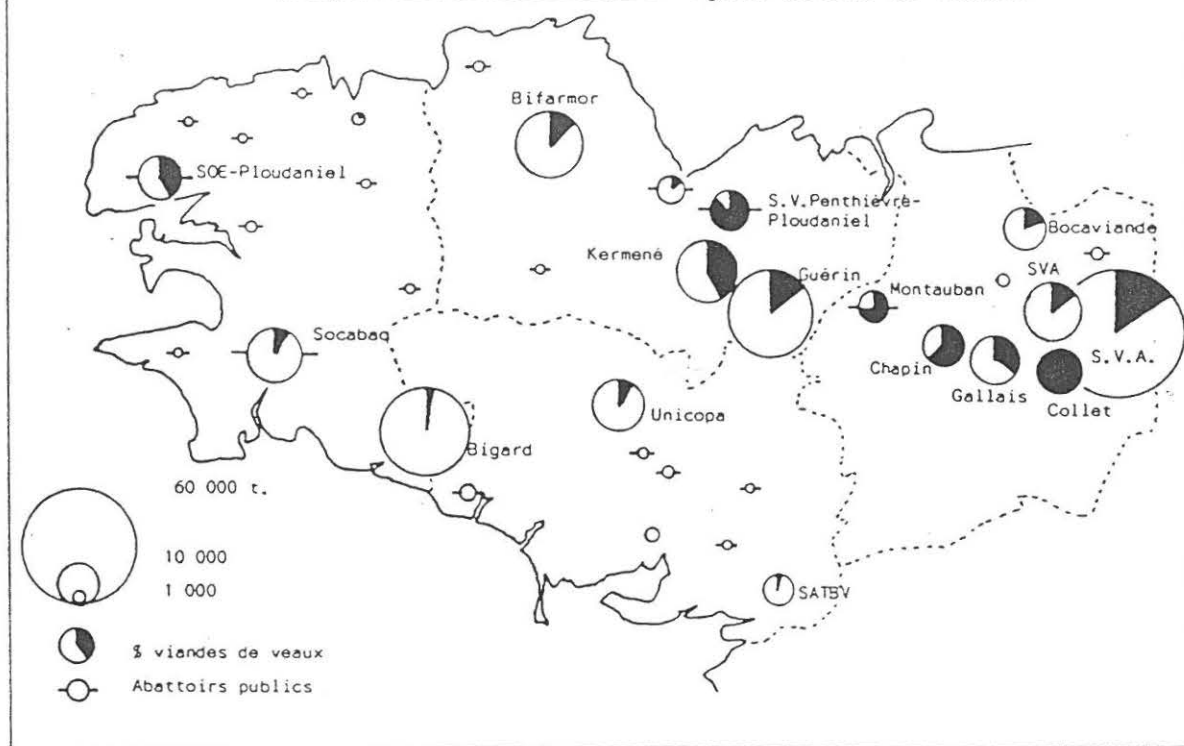 Bifarmor
SOE-Ploudaniel
S.V.Penthièvre-
Ploudaniel
Bocaviande
Kermené
Guérin
Montauban
SVA
Socabaq
Chapin
S.V.A.
Gallais
Collet
Unicopa
Bigard
60 000 t.
10 000
1 000
SATBV
% viandes de veaux
Abattoirs publics